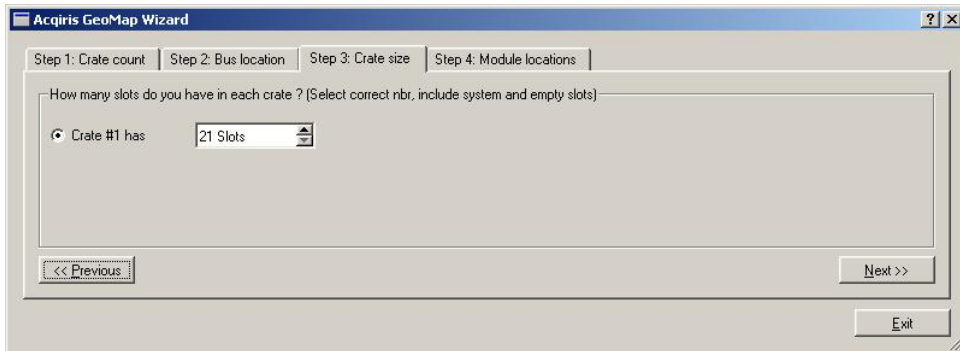 Acqiris GeoMap Wizard
Step 1: Crate count Step 2: Bus location Step 3: Crate size Step 4: Module locations
How many slots do you have in each crate ? (Select correct nbr, include system and empty slots)
Crate #1 has 21 Slots
<< Previous Next >>
Exit